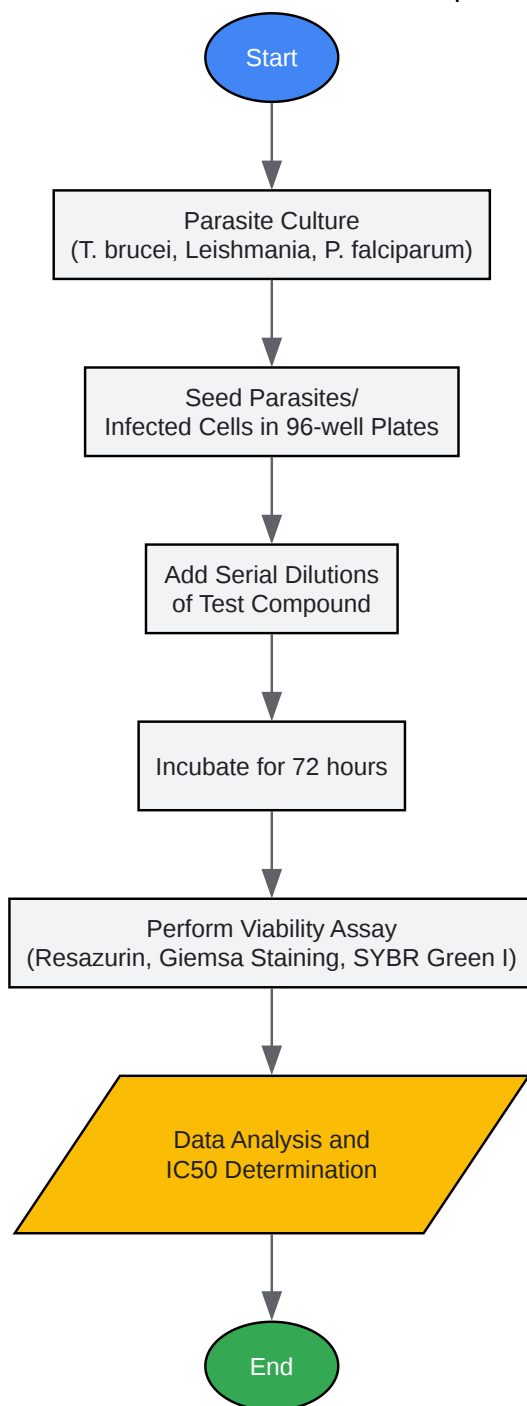 Start
Parasite Culture
(T. brucei, Leishmania, P. falciparum)
Seed Parasites/
Infected Cells in 96-well Plates
Add Serial Dilutions
of Test Compound
Incubate for 72 hours
Perform Viability Assay
(Resazurin, Giemsa Staining, SYBR Green I)
Data Analysis and
IC50 Determination
End